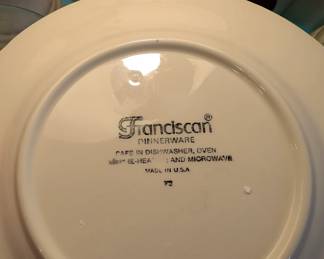 Franciscan®
DINNERWARE
SAFE IN DISHWASHER, OVEN
AND MICROWAVE
MADE IN U.S.A